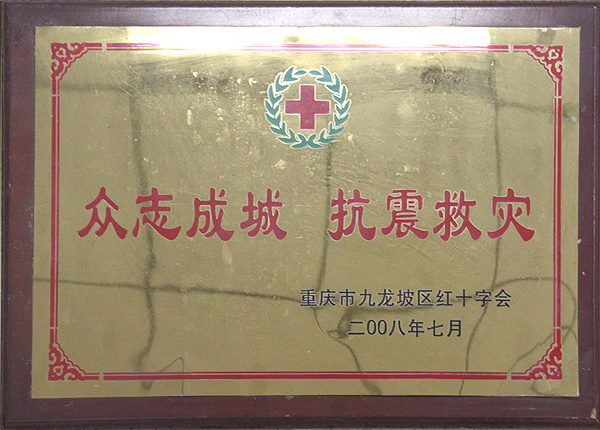 众志成城 抗震救灾
重庆市九龙坡区红十字会
二00八年七月